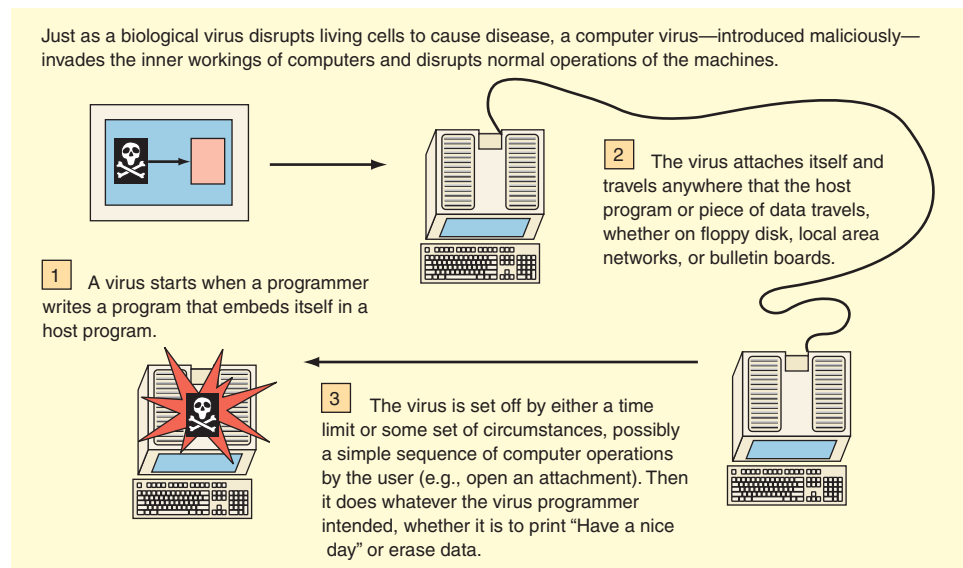 Just as a biological virus disrupts living cells to cause disease, a computer virus—introduced maliciously—
invades the inner workings of computers and disrupts normal operations of the machines.
1 A virus starts when a programmer
writes a program that embeds itself in a
host program.
2 The virus attaches itself and
travels anywhere that the host
program or piece of data travels,
whether on floppy disk, local area
networks, or bulletin boards.
3 The virus is set off by either a time
limit or some set of circumstances, possibly
a simple sequence of computer operations
by the user (e.g., open an attachment). Then
it does whatever the virus programmer
intended, whether it is to print “Have a nice
day” or erase data.